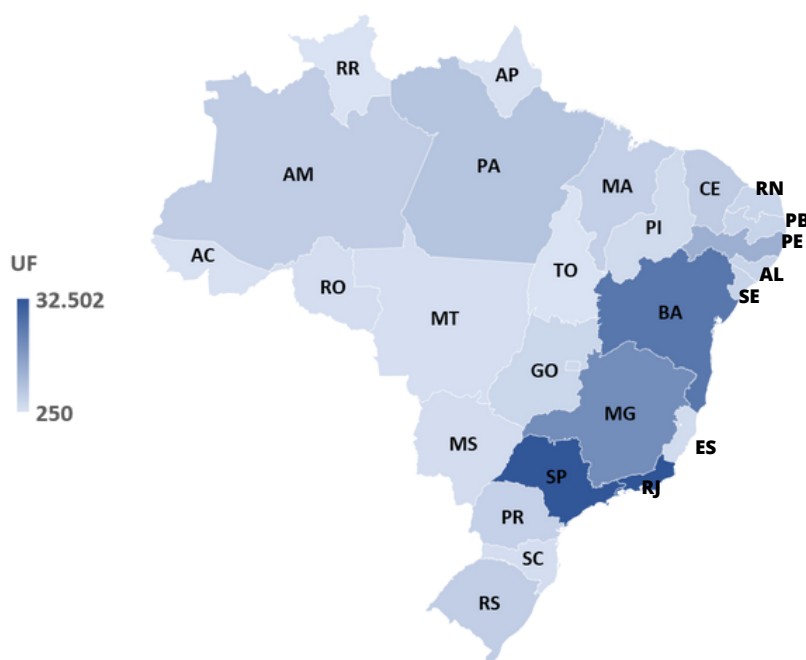 RR
AP
AM
PA
MA
CE
RN
PI
PB
PE
AC
TO
AL
UF
RO
SE
32.502
BA
MT
GO
250
MG
MS
ES
SP
RJ
PR
SC
RS